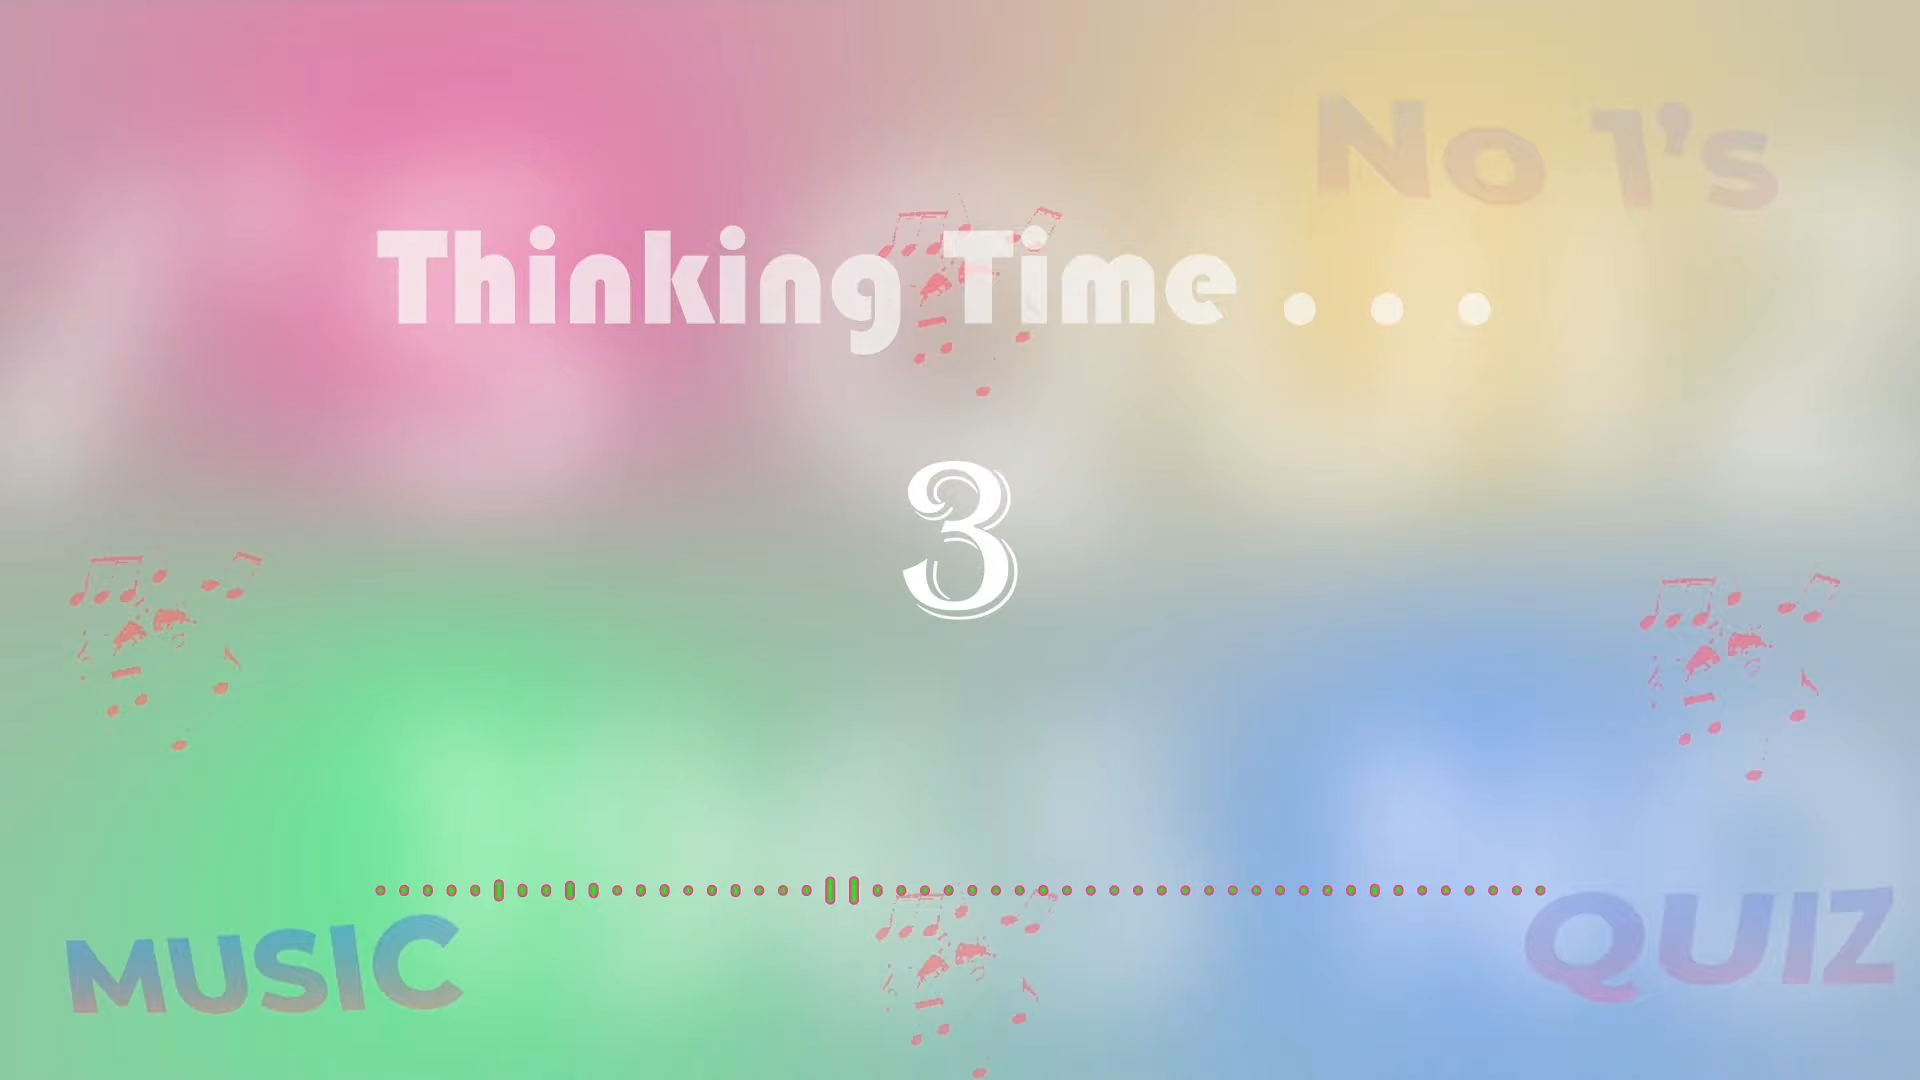 No 1's
Thinking Time . . .
3
MUSIC
QUIZ